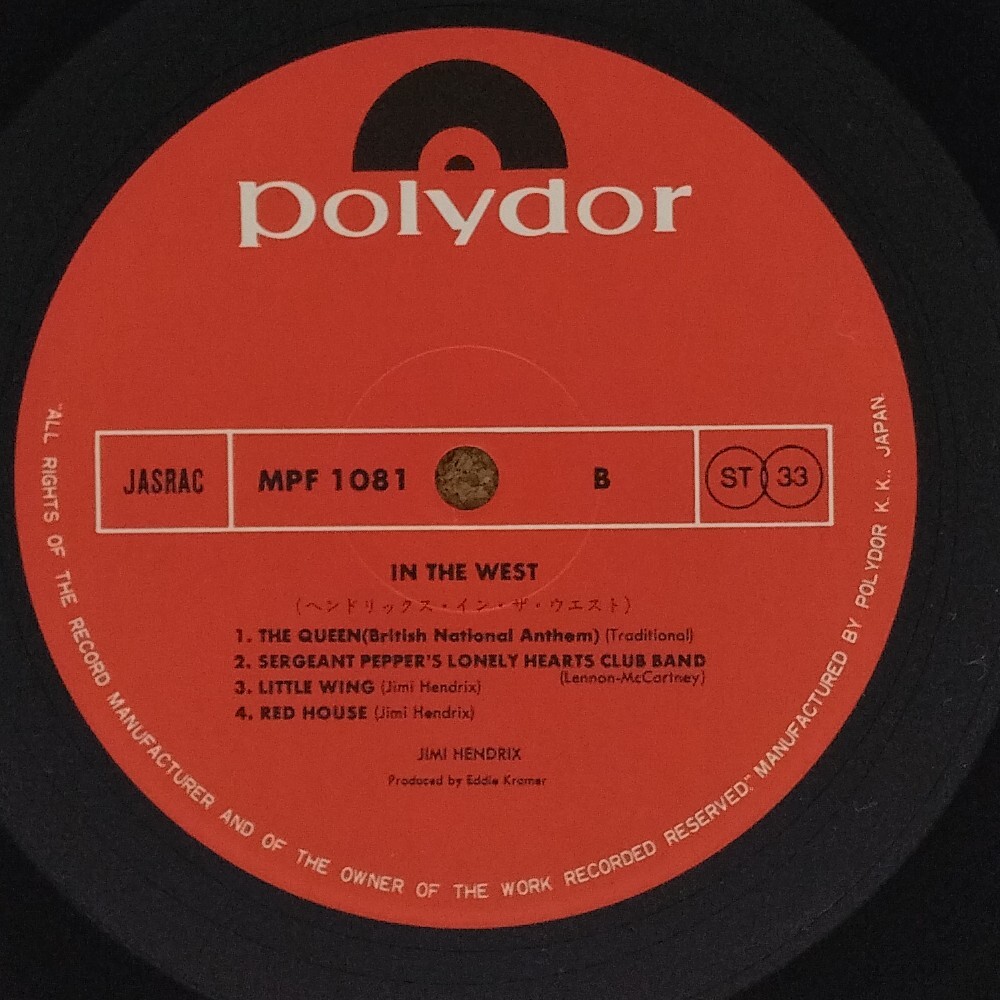 polydor
JASRAC MPF 1081 B ST 33
IN THE WEST
(ヘンドリックス・イン・ザ・ウエスト)
1. THE QUEEN(British National Anthem) (Traditional)
2. SERGEANT PEPPER'S LONELY HEARTS CLUB BAND
(Lennon-McCartney)
3. LITTLE WING (Jimi Hendrix)
4. RED HOUSE (Jimi Hendrix)
JIMI HENDRIX
Produced by Eddie Kramer
"ALL RIGHTS OF THE RECORD MANUFACTURER AND OF THE OWNER OF THE WORK RECORDED RESERVED." MANUFACTURED BY POLYDOR K.K., JAPAN.